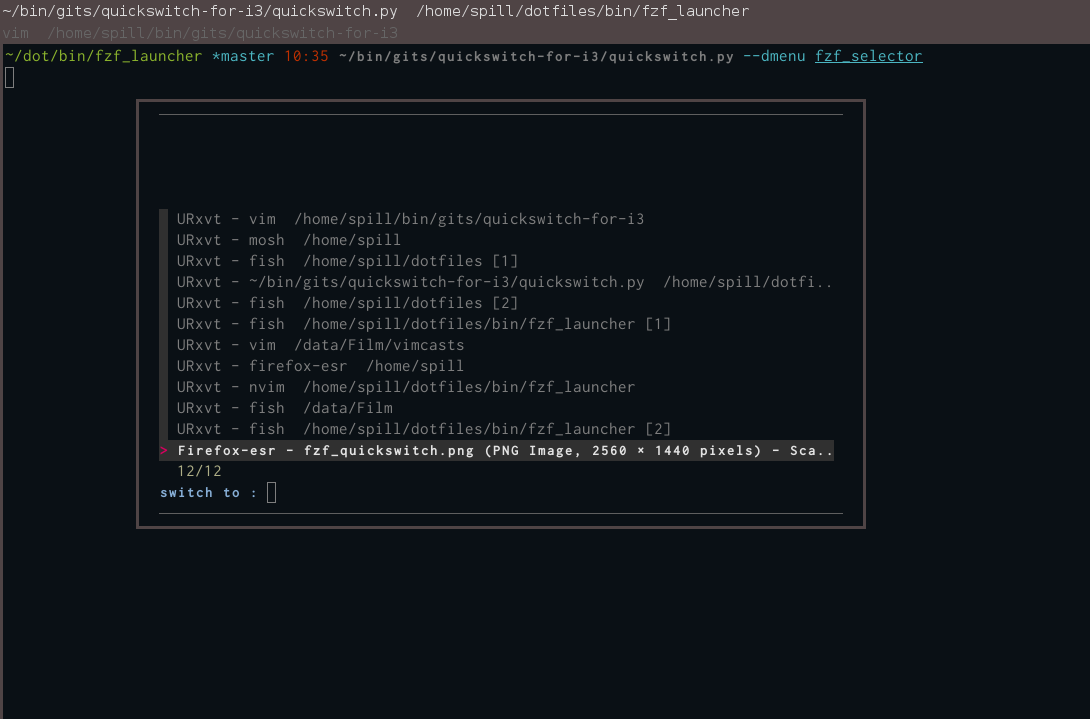 ~/bin/gits/quickswitch-for-i3/quickswitch.py  /home/spill/dotfiles/bin/fzf_launcher
vim  /home/spill/bin/gits/quickswitch-for-i3
~/dot/bin/fzf_launcher *master 10:35 ~/bin/gits/quickswitch-for-i3/quickswitch.py --dmenu fzf_selector
URxvt - vim  /home/spill/bin/gits/quickswitch-for-i3
URxvt - mosh  /home/spill
URxvt - fish  /home/spill/dotfiles [1]
URxvt - ~/bin/gits/quickswitch-for-i3/quickswitch.py  /home/spill/dotfi..
URxvt - fish  /home/spill/dotfiles [2]
URxvt - fish  /home/spill/dotfiles/bin/fzf_launcher [1]
URxvt - vim  /data/Film/vimcasts
URxvt - firefox-esr  /home/spill
URxvt - nvim  /home/spill/dotfiles/bin/fzf_launcher
URxvt - fish  /data/Film
URxvt - fish  /home/spill/dotfiles/bin/fzf_launcher [2]
> Firefox-esr - fzf_quickswitch.png (PNG Image, 2560 × 1440 pixels) - Sca..
12/12
switch to :